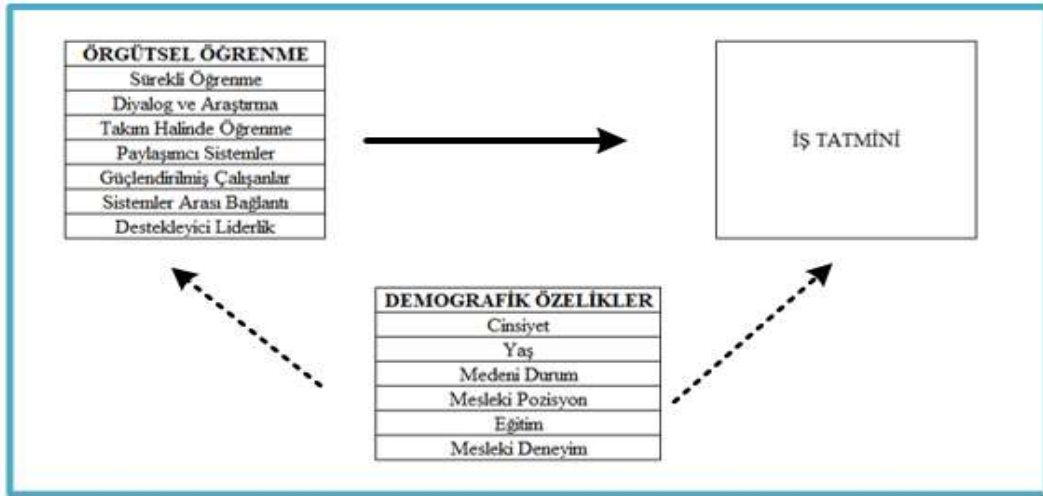 ÖRGÜTSEL ÖĞRENME
Sürekli Öğrenme
Diyalog ve Araştırma
Takım Halinde Öğrenme
Paylaşımcı Sistemler
Güçlendirilmiş Çalışanlar
Sistemler Arası Bağlantı
Destekleyici Liderlik
İŞ TATMİNİ
DEMOGRAFİK ÖZELİKLER
Cinsiyet
Yaş
Medeni Durum
Mesleki Pozisyon
Eğitim
Mesleki Deneyim